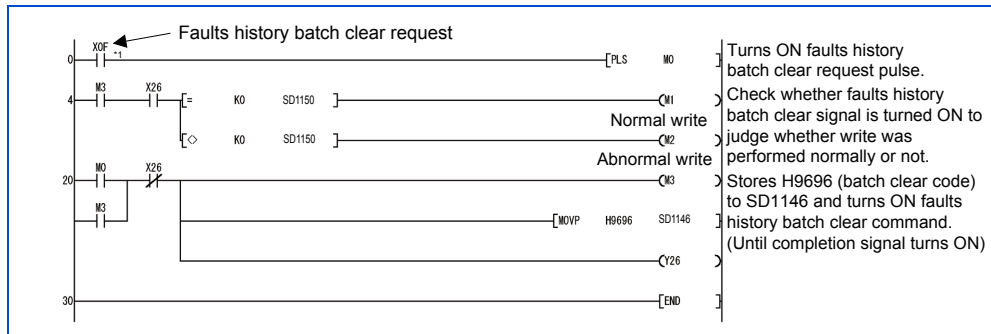 Faults history batch clear request
X0F
*1
0
[PLS M0 ]
Turns ON faults history
batch clear request pulse.
M3 X26
4
[= K0 SD1150 ]
(M1 )
Check whether faults history
batch clear signal is turned ON to
judge whether write was
performed normally or not.
Normal write
[<> K0 SD1150 ]
(M2 )
Abnormal write
M0 X26
20
(M3 )
Stores H9696 (batch clear code)
to SD1146 and turns ON faults
history batch clear command.
(Until completion signal turns ON)
M3
[MOVP H9696 SD1146 ]
(Y26 )
30
[END ]